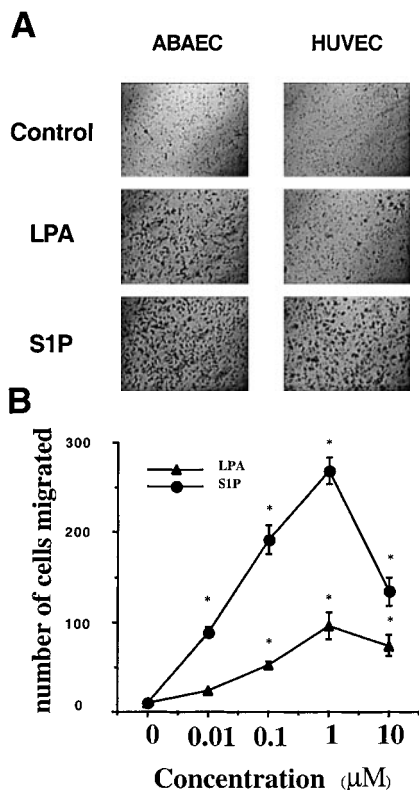 A
ABAEC HUVEC
Control
LPA
S1P
B
300
200
100
0
number of cells migrated
LPA
S1P
* * * * * * *
0 0.01 0.1 1 10
Concentration (μM)